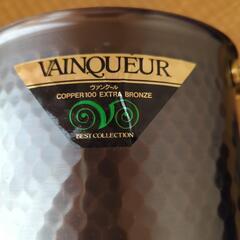 VAINQUEUR
ヴァンクール
COPPER100 EXTRA BRONZE
BEST COLLECTION